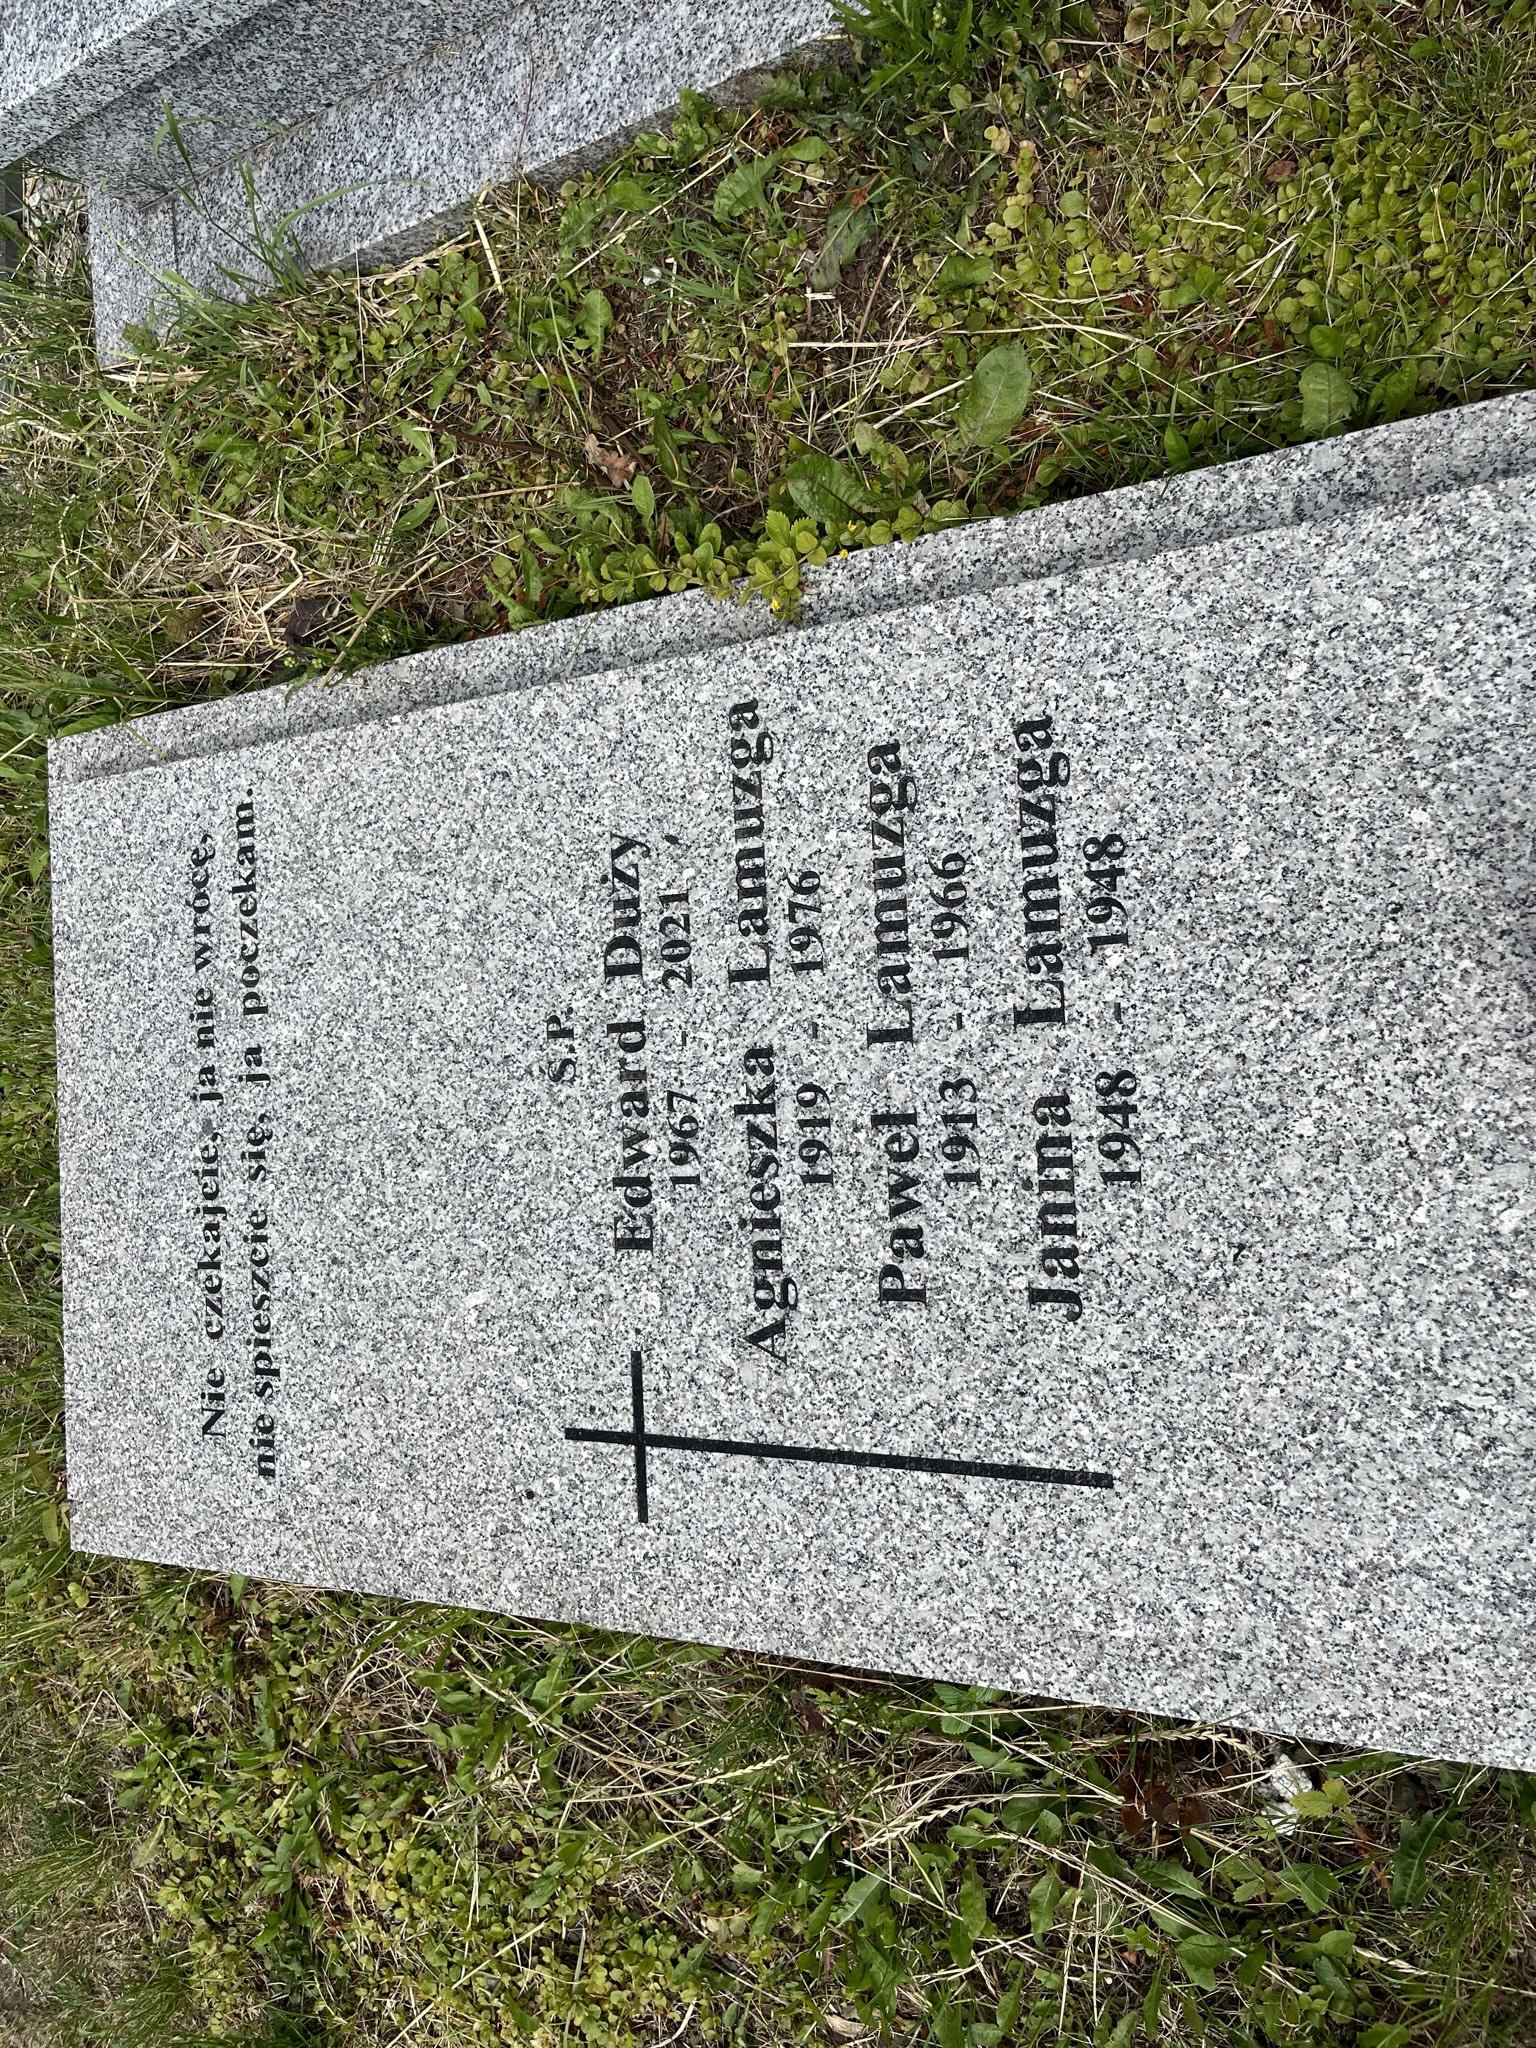 Nie czekajcie, ja nie wrócę,
nie spieszcie się, ja poczekam.
Ś.P.
Edward Duży
1967 - 2021
Agnieszka Lamuzga
1919 - 1976
Paweł Lamuzga
1913 - 1966
Janina Lamuzga
1948 - 1948